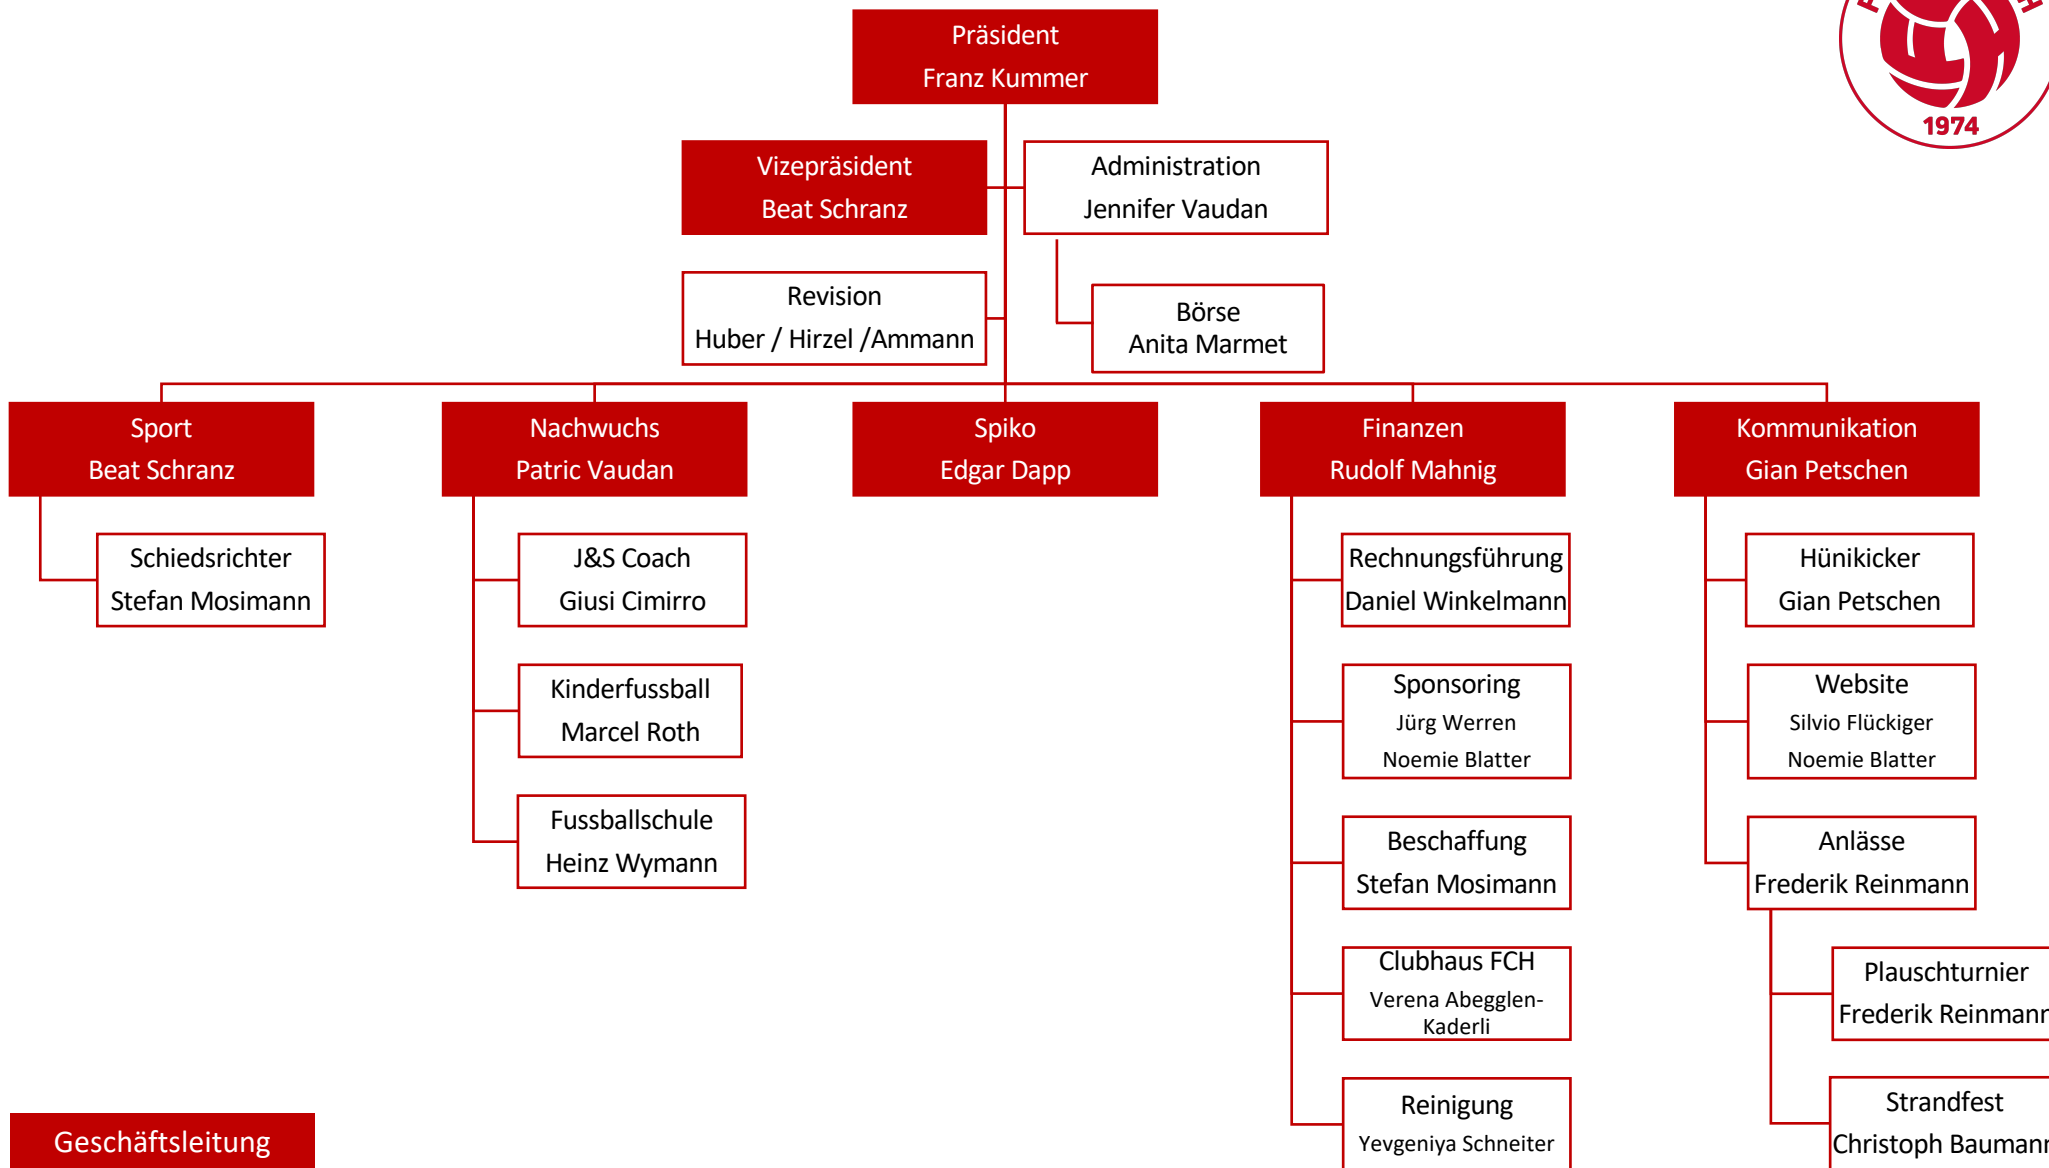 Präsident
Franz Kummer
1974
Vizepräsident
Beat Schranz
Administration
Jennifer Vaudan
Revision
Huber / Hirzel /Ammann
Börse
Anita Marmet
Sport
Beat Schranz
Nachwuchs
Patric Vaudan
Spiko
Edgar Dapp
Finanzen
Rudolf Mahnig
Kommunikation
Gian Petschen
Schiedsrichter
Stefan Mosimann
J&S Coach
Giusi Cimirro
Kinderfussball
Marcel Roth
Fussballschule
Heinz Wymann
Rechnungsführung
Daniel Winkelmann
Sponsoring
Jürg Werren
Noemie Blatter
Beschaffung
Stefan Mosimann
Clubhaus FCH
Verena Abegglen-
Kaderli
Reinigung
Yevgeniya Schneiter
Hünikicker
Gian Petschen
Website
Silvio Flückiger
Noemie Blatter
Anlässe
Frederik Reinmann
Plauschturnier
Frederik Reinmann
Strandfest
Christoph Baumann
Geschäftsleitung